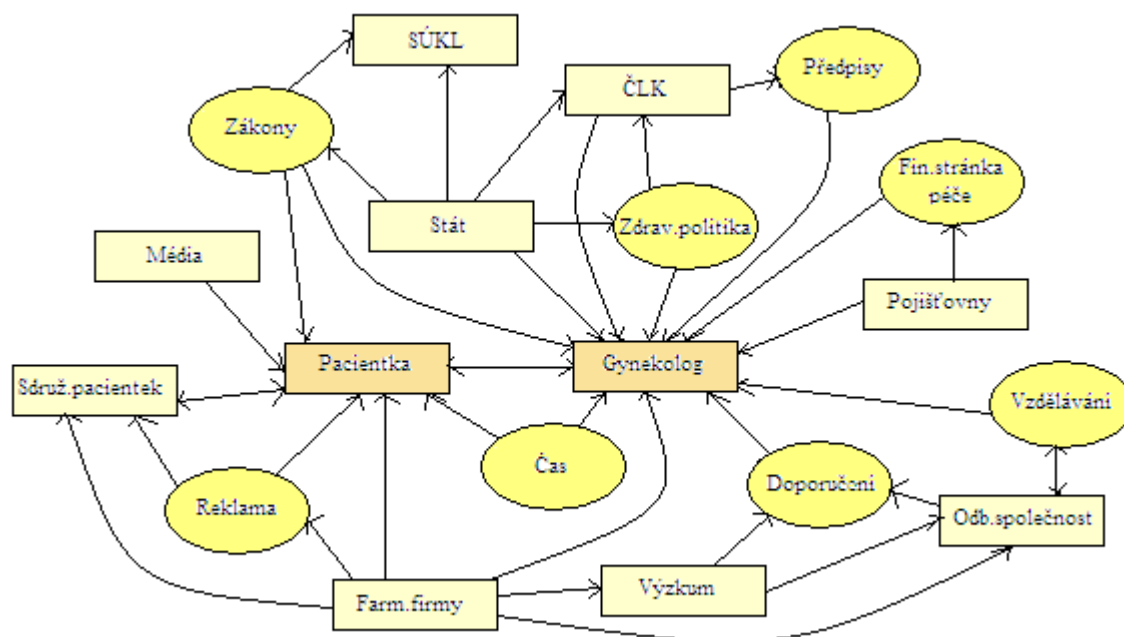 SÚKL
Předpisy
ČLK
Zákony
Fin.stránka
péče
Stát
Zdrav.politika
Média
Pojišťovny
Pacientka
Gynekolog
Sdruž.pacientek
Vzdělávání
Čas
Doporučení
Reklama
Odb.společnost
Výzkum
Farm.firmy